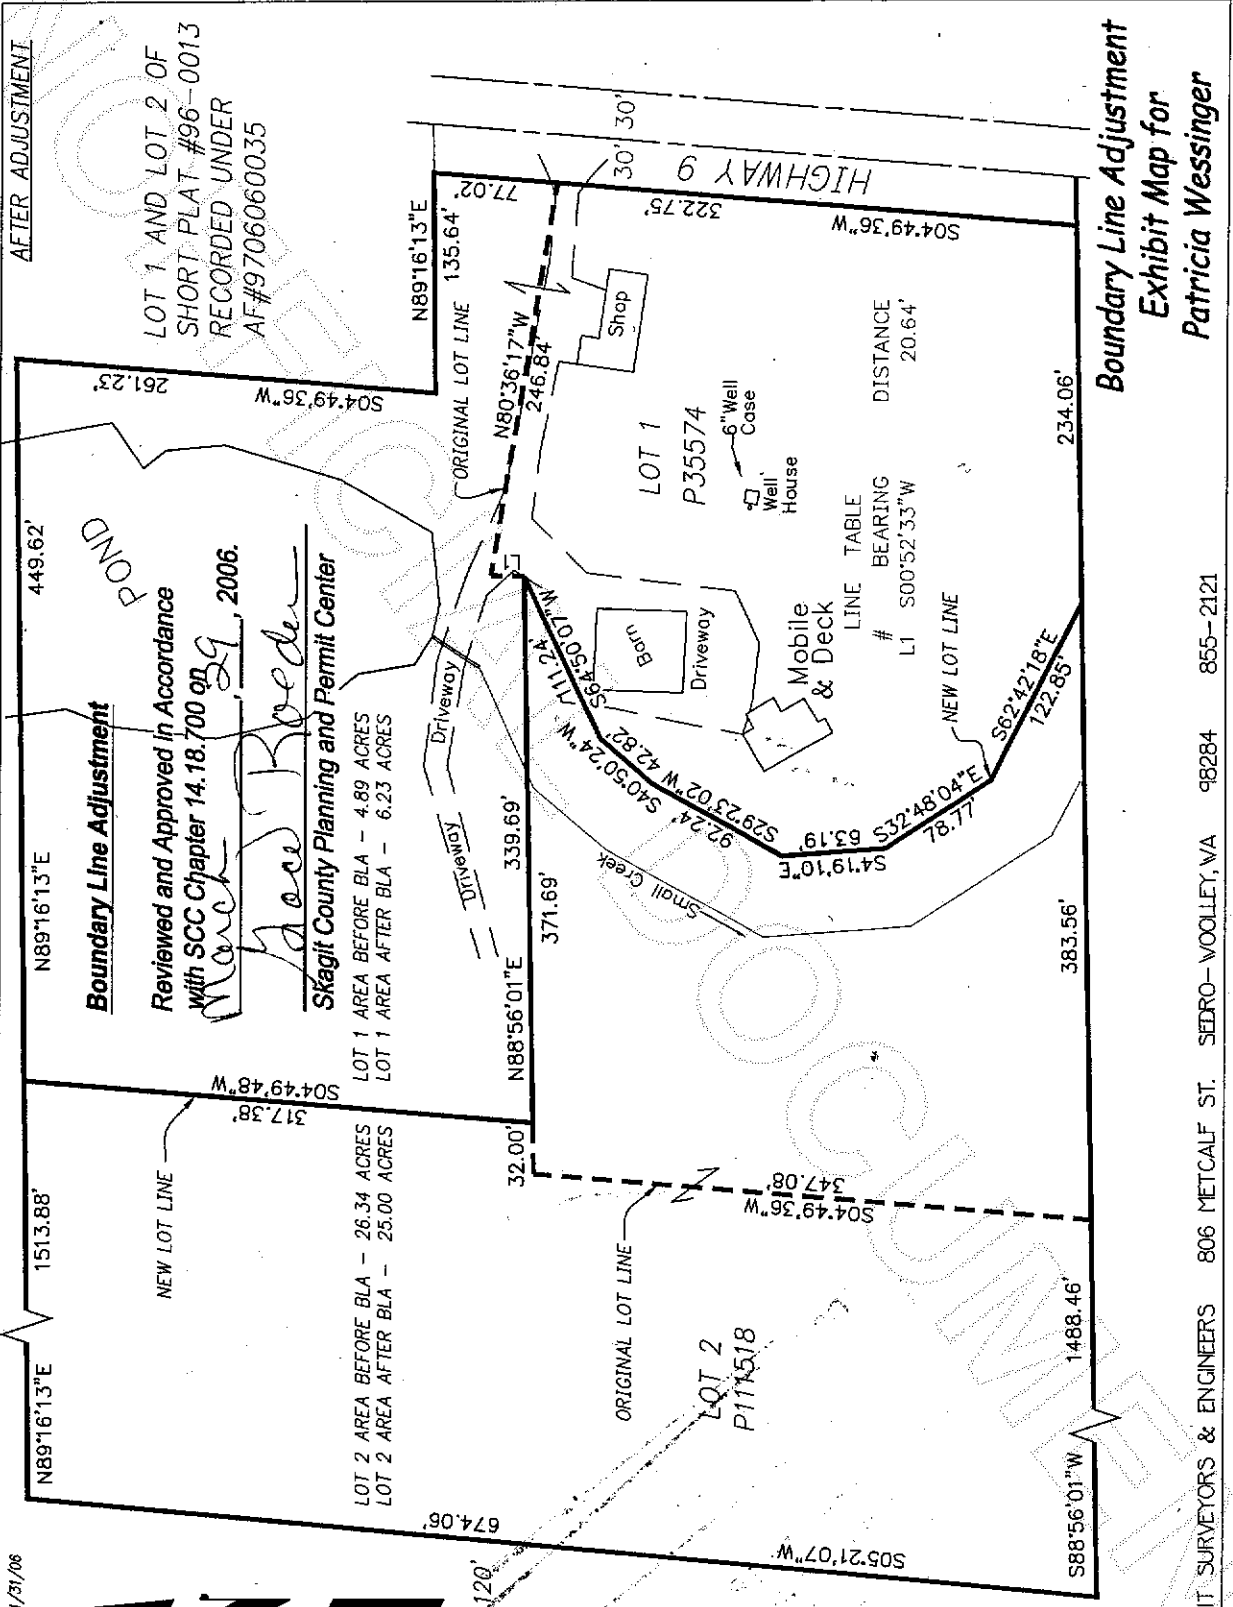 1/31/06
AFTER ADJUSTMENT
LOT 1 AND LOT 2 OF
SHORT PLAT #96-0013
RECORDED UNDER
AF#9706060035
N89°16'13"E
1513.88'
N89°16'13"E
449.62'
261.23'
S04°49'36"W
N89°16'13"E
135.64'
77.02'
30'
30'
HIGHWAY 9
322.75'
S04°49'36"W
POND
Boundary Line Adjustment
Reviewed and Approved in Accordance
with SCC Chapter 14.18.700 on
March, 29, 2006.
Grace Roeder
Skagit County Planning and Permit Center
LOT 1 AREA BEFORE BLA - 4.89 ACRES
LOT 1 AREA AFTER BLA - 6.23 ACRES
LOT 2 AREA BEFORE BLA - 26.34 ACRES
LOT 2 AREA AFTER BLA - 25.00 ACRES
NEW LOT LINE
317.38'
S04°49'48"W
ORIGINAL LOT LINE
N80°36'17"W
246.84'
L1
Driveway
Driveway
32.00'
N88°56'01"E
339.69'
371.69'
S64°50'07"W
111.24'
S40°50'24"W
42.82'
S29°23'02"W
92.24'
S4°19'10"E
63.19'
S32°48'04"E
78.77'
S62°42'18"E
122.85'
Small Creek
Barn
Driveway
Shop
LOT 1
P35574
6"Well
Case
Well
House
Mobile
& Deck
LINE TABLE
# BEARING DISTANCE
L1 S00°52'33"W 20.64'
NEW LOT LINE
ORIGINAL LOT LINE
347.08'
S04°49'36"W
LOT 2
P111518
674.06'
S05°21'07"W
120'
S88°56'01"W
1488.46'
383.56'
234.06'
Boundary Line Adjustment
Exhibit Map for
Patricia Wessinger
IT SURVEYORS & ENGINEERS 806 METCALF ST. SEDRO-WOOLLEY, WA 98284 855-2121
UNOFFICIAL DOCUMENT